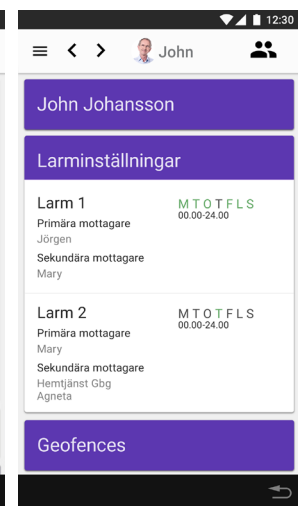 12:30
John
John Johansson
Larminställningar
Larm 1
M T O T F L S
00.00-24.00
Primära mottagare
Jörgen
Sekundära mottagare
Mary
Larm 2
M T O T F L S
00.00-24.00
Primära mottagare
Mary
Sekundära mottagare
Hemtjänst Gbg
Agneta
Geofences